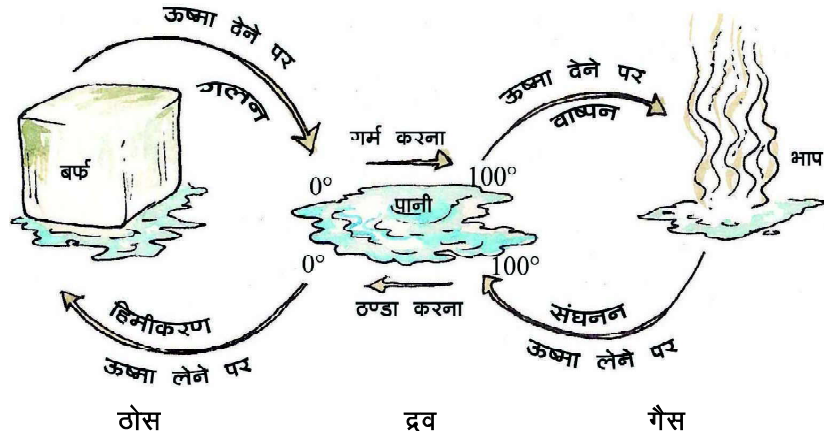 ऊष्मा वेने पर
गलन
बर्फ
गर्म करना
0°
100°
पानी
0°
100°
ठण्डा करना
ऊष्मा वेने पर
वाष्पन
भाप
हिमीकरण
ऊष्मा लेने पर
संघनन
ऊष्मा लेने पर
ठोस
द्रव
गैस